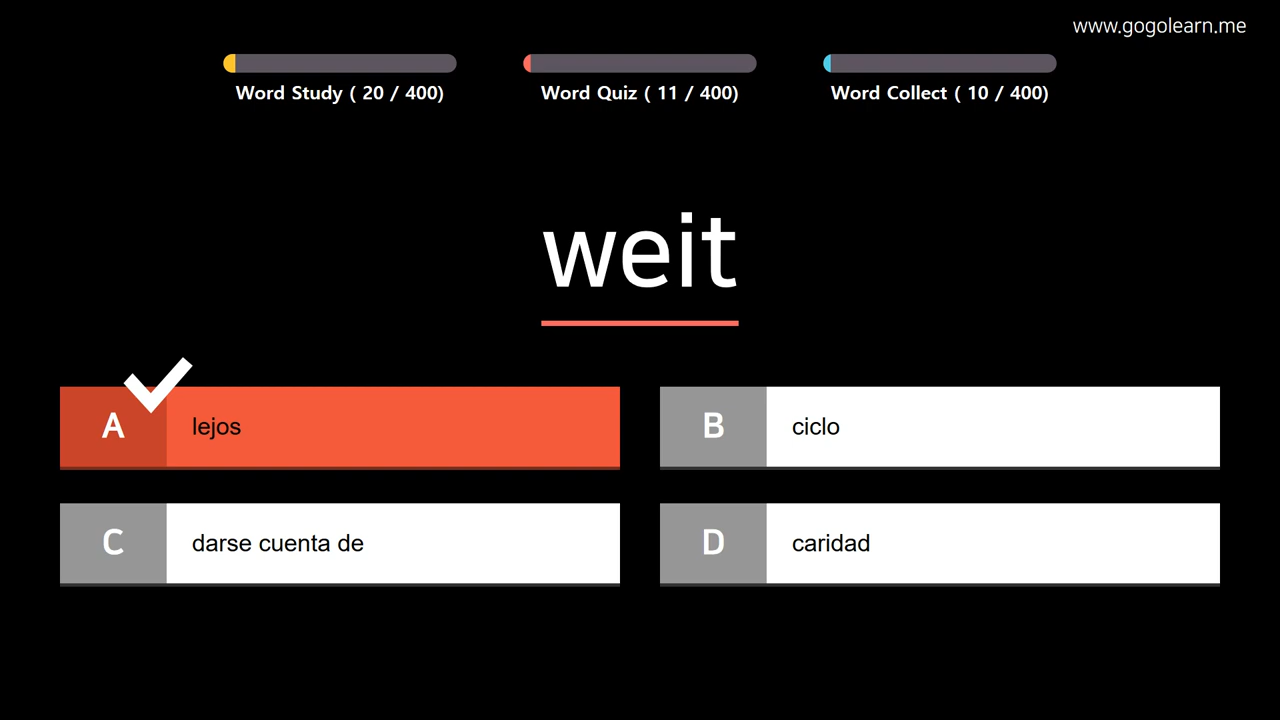 www.gogolearn.me
Word Study ( 20 / 400)
Word Quiz ( 11 / 400)
Word Collect ( 10 / 400)
weit
A lejos
B ciclo
C darse cuenta de
D caridad